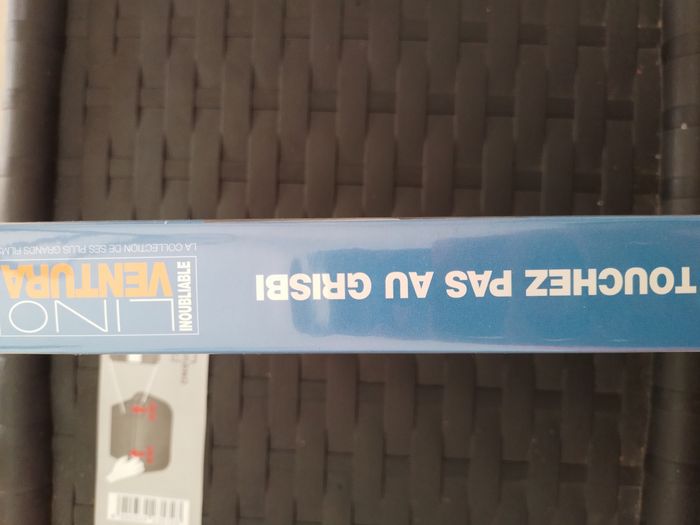 TOUCHEZ PAS AU GRISBI
INOUBLIABLE
LINO
VENTURA
LA COLLECTION DE SES PLUS GRANDS FILMS